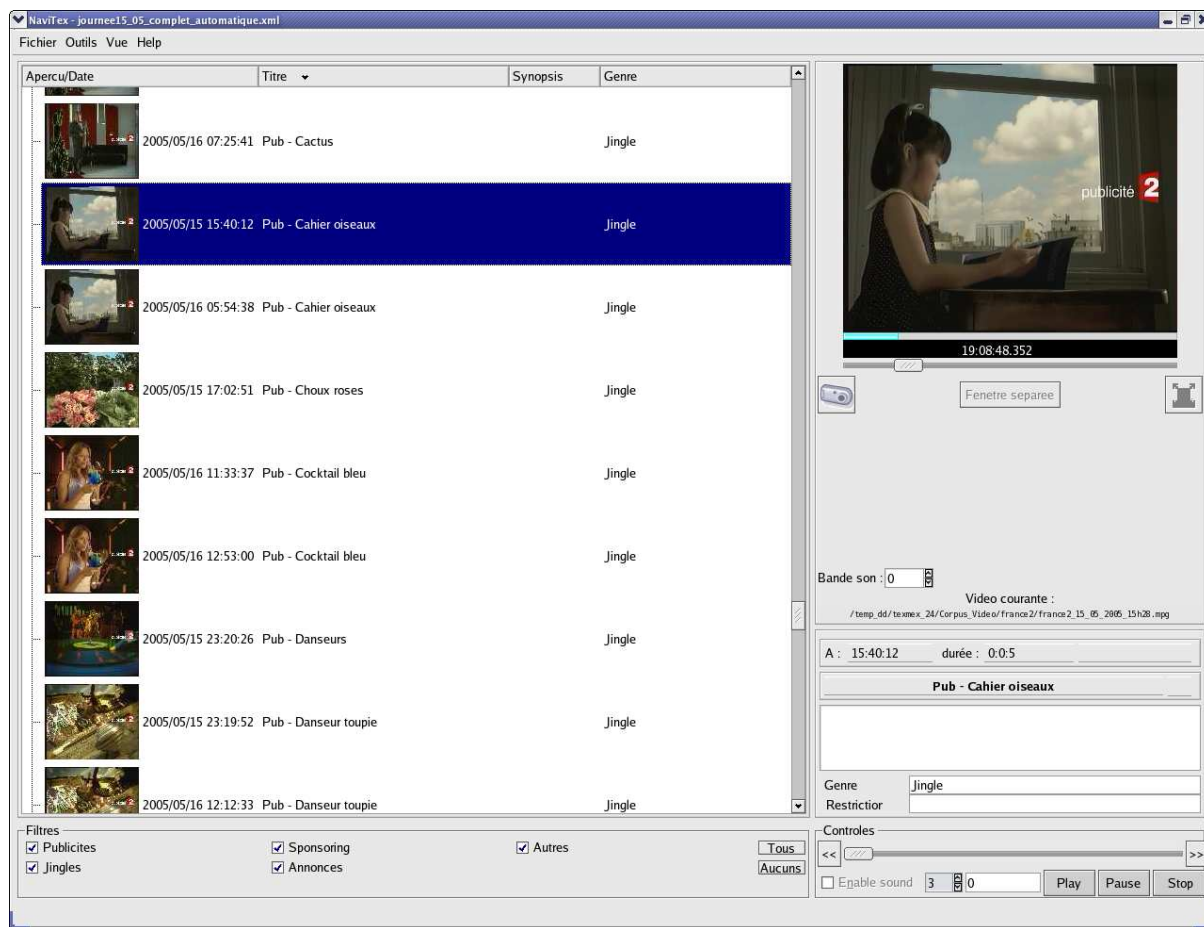 NaviTex - journee15_05_complet_automatique.xml
Fichier Outils Vue Help
Apercu/Date Titre Synopsis Genre
2005/05/16 07:25:41 Pub - Cactus Jingle
2005/05/15 15:40:12 Pub - Cahier oiseaux Jingle
2005/05/16 05:54:38 Pub - Cahier oiseaux Jingle
2005/05/15 17:02:51 Pub - Choux roses Jingle
2005/05/16 11:33:37 Pub - Cocktail bleu Jingle
2005/05/16 12:53:00 Pub - Cocktail bleu Jingle
2005/05/15 23:20:26 Pub - Danseurs Jingle
2005/05/15 23:19:52 Pub - Danseur toupie Jingle
2005/05/16 12:12:33 Pub - Danseur toupie Jingle
Filtres
Publicites Sponsoring Autres Tous
Jingles Annonces Aucuns
publicité 2
19:08:48.352
Fenetre separee
Bande son : 0
Video courante :
/temp_dd/texmex_24/Corpus_Video/france2/france2_15_05_2005_15h28.mpg
A : 15:40:12 durée : 0:0:5
Pub - Cahier oiseaux
Genre Jingle
Restrictior
Controles
<< >>
Enable sound 3 0 Play Pause Stop